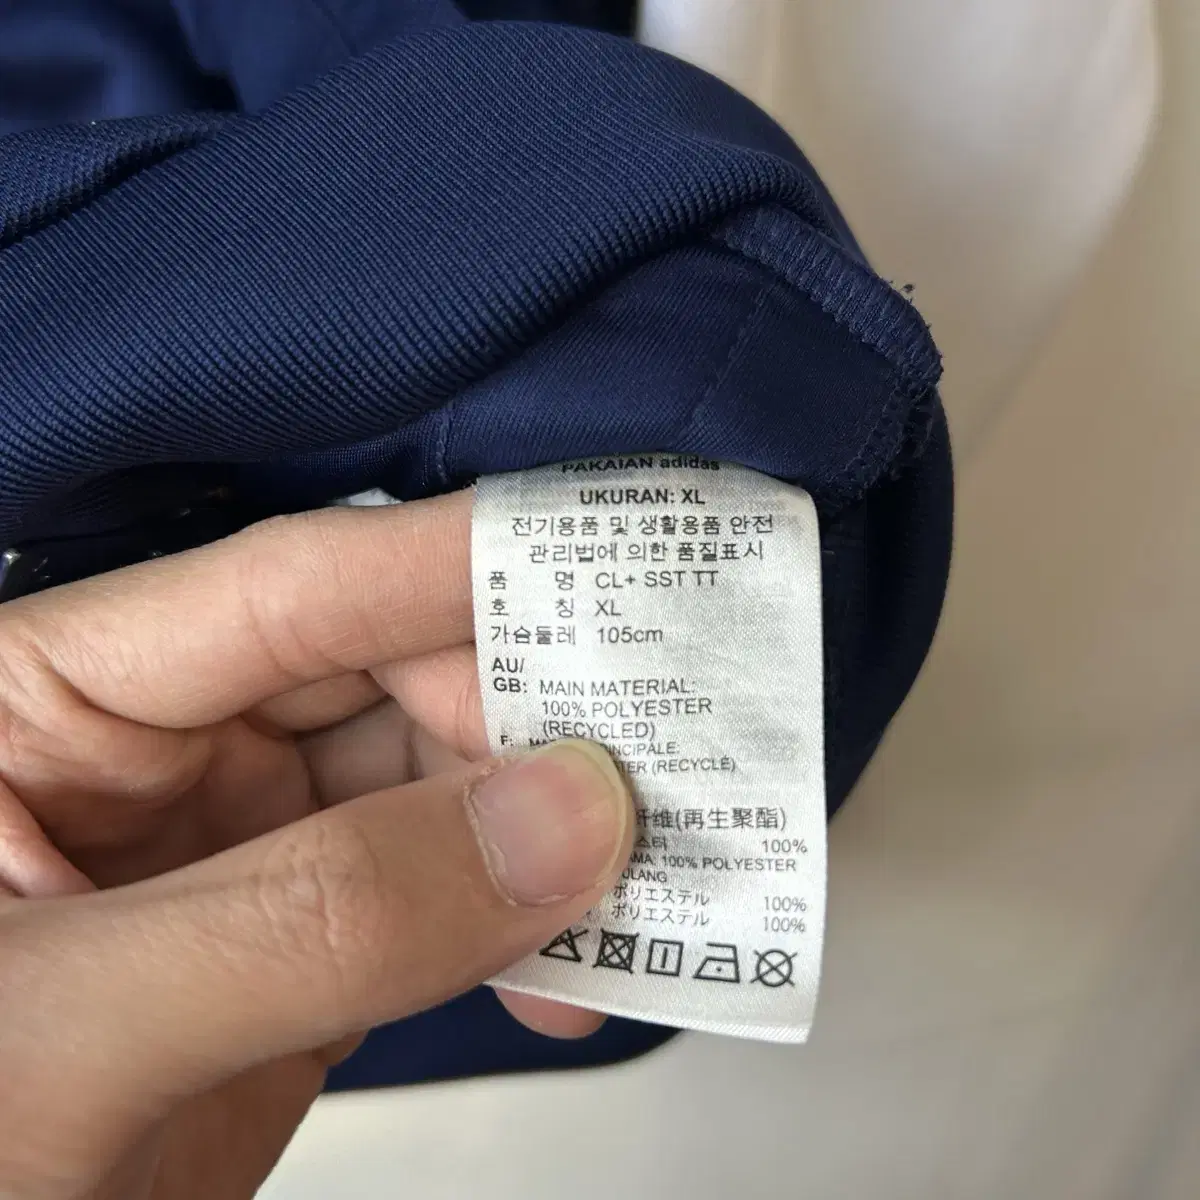 PAKAIAN adidas
UKURAN: XL
전기용품 및 생활용품 안전
관리법에 의한 품질표시
품 명 CL+ SST TT
호 칭 XL
가슴둘레 105cm
AU/
GB: MAIN MATERIAL:
100% POLYESTER
(RECYCLED)
F:
(RECYCLÉ)
(再生聚酯)
100%
100% POLYESTER
ULANG
ポリエステル 100%
ポリエステル 100%